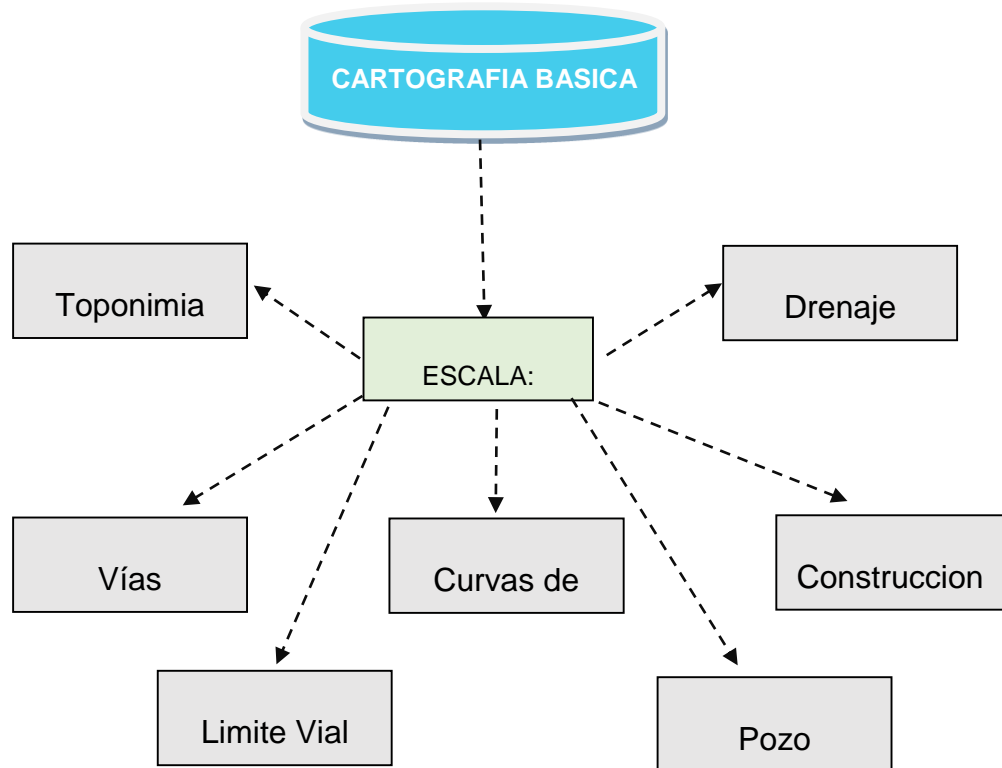 CARTOGRAFIA BASICA
Toponimia
Drenaje
ESCALA:
Vías
Curvas de
Construccion
Limite Vial
Pozo